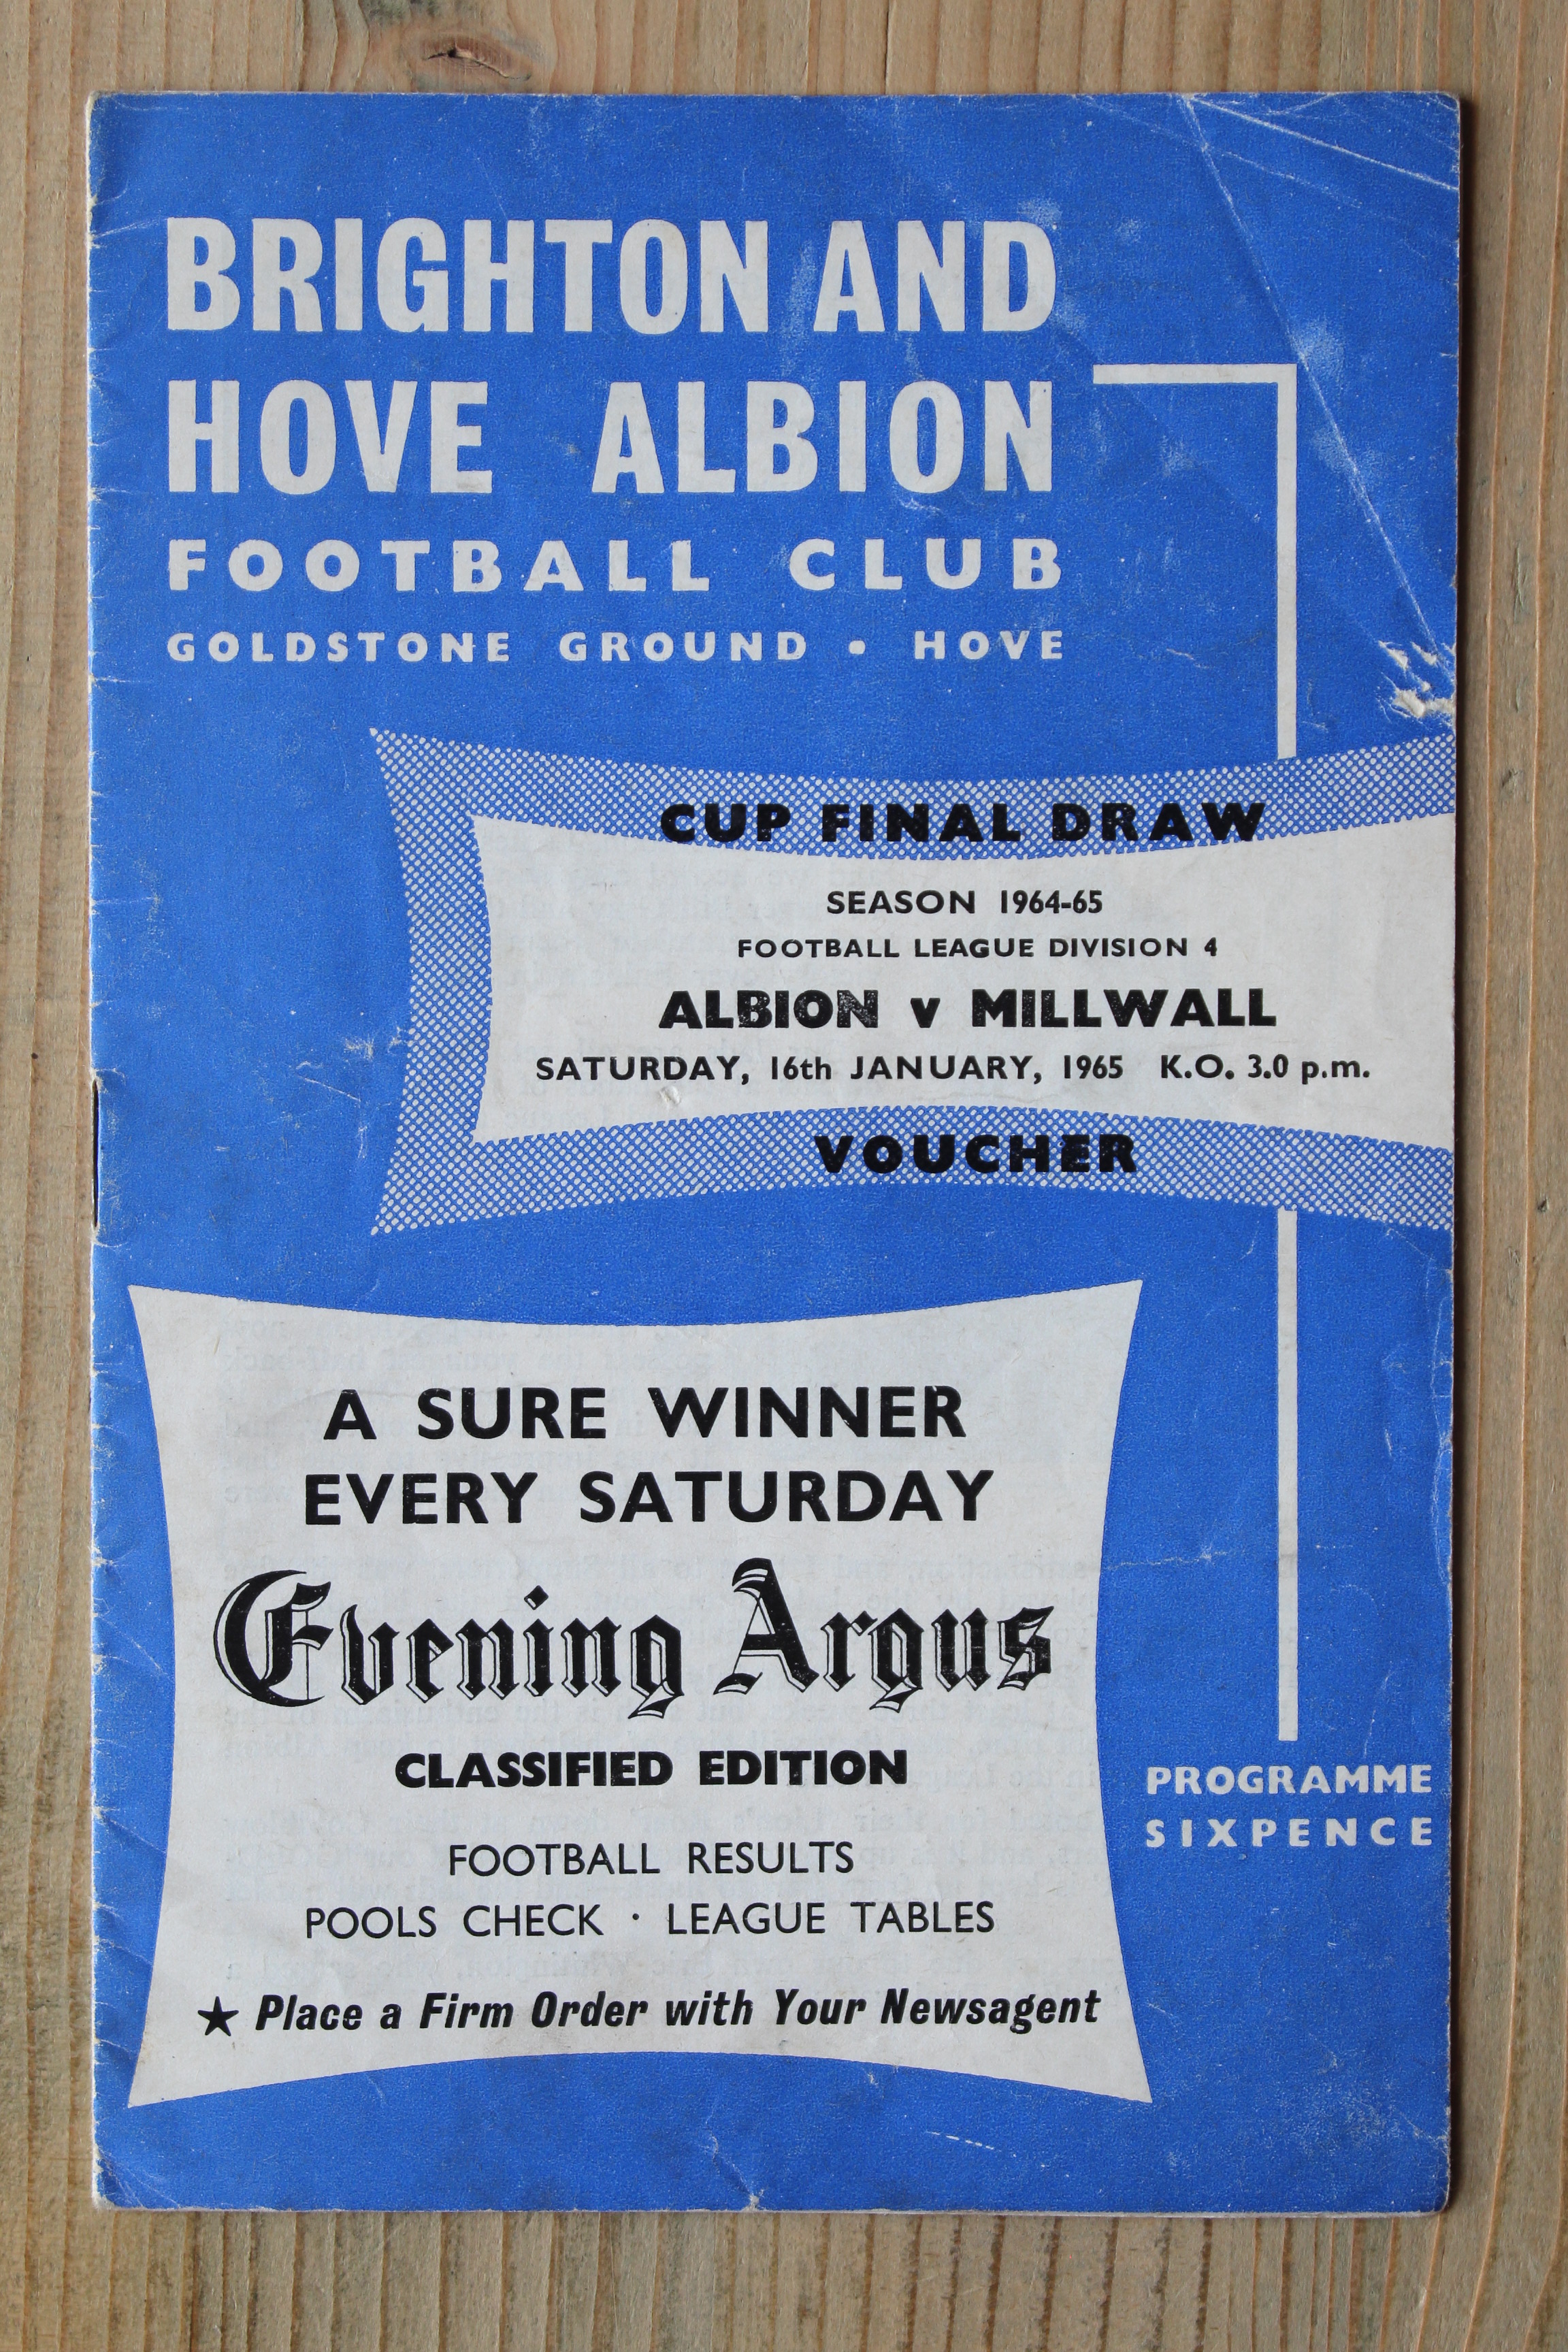 BRIGHTON AND
HOVE ALBION
FOOTBALL CLUB
GOLDSTONE GROUND • HOVE
CUP FINAL DRAW
SEASON 1964-65
FOOTBALL LEAGUE DIVISION 4
ALBION v MILLWALL
SATURDAY, 16th JANUARY, 1965 K.O. 3.0 p.m.
VOUCHER
A SURE WINNER
EVERY SATURDAY
Evening Argus
CLASSIFIED EDITION
FOOTBALL RESULTS
POOLS CHECK · LEAGUE TABLES
★ Place a Firm Order with Your Newsagent
PROGRAMME
SIXPENCE